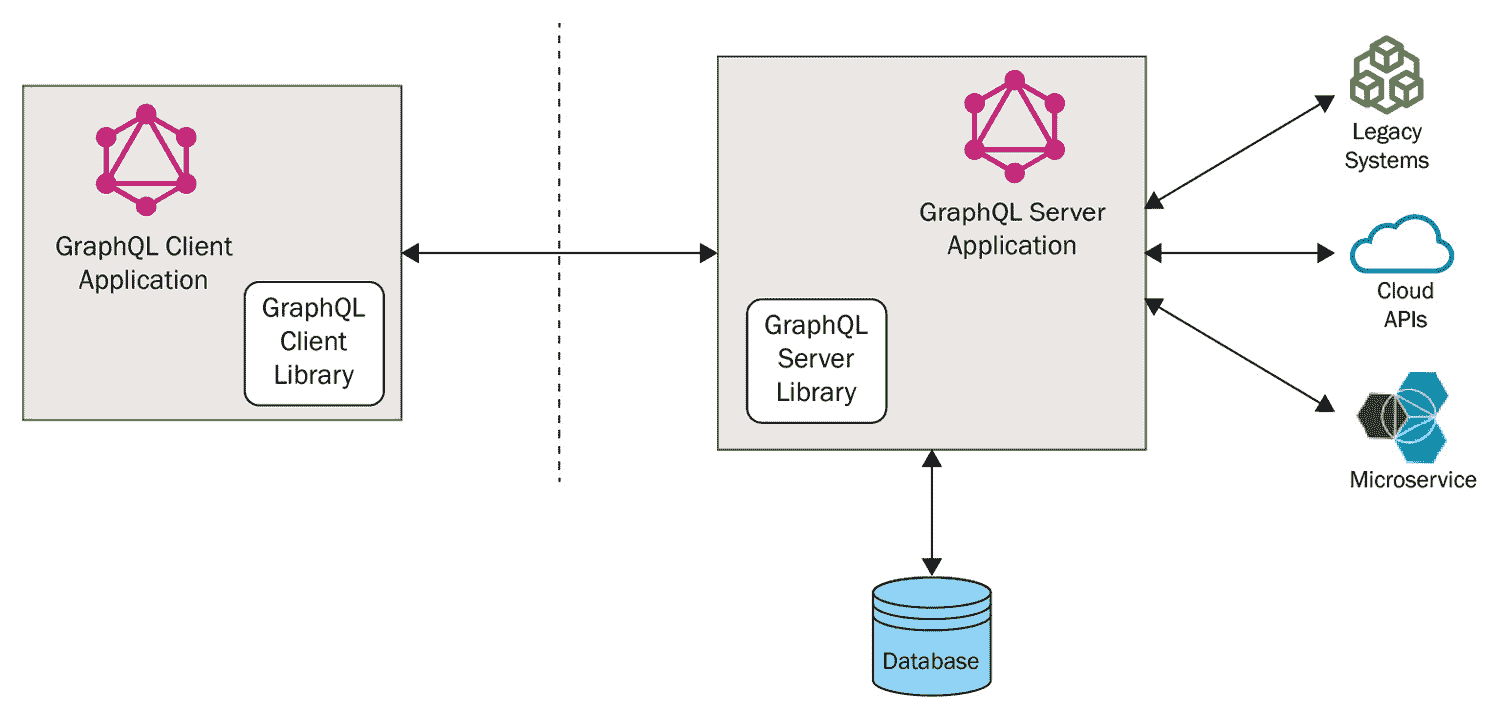 GraphQL Client
Application
GraphQL
Client
Library
GraphQL Server
Application
GraphQL
Server
Library
Legacy
Systems
Cloud
APIs
Microservice
Database